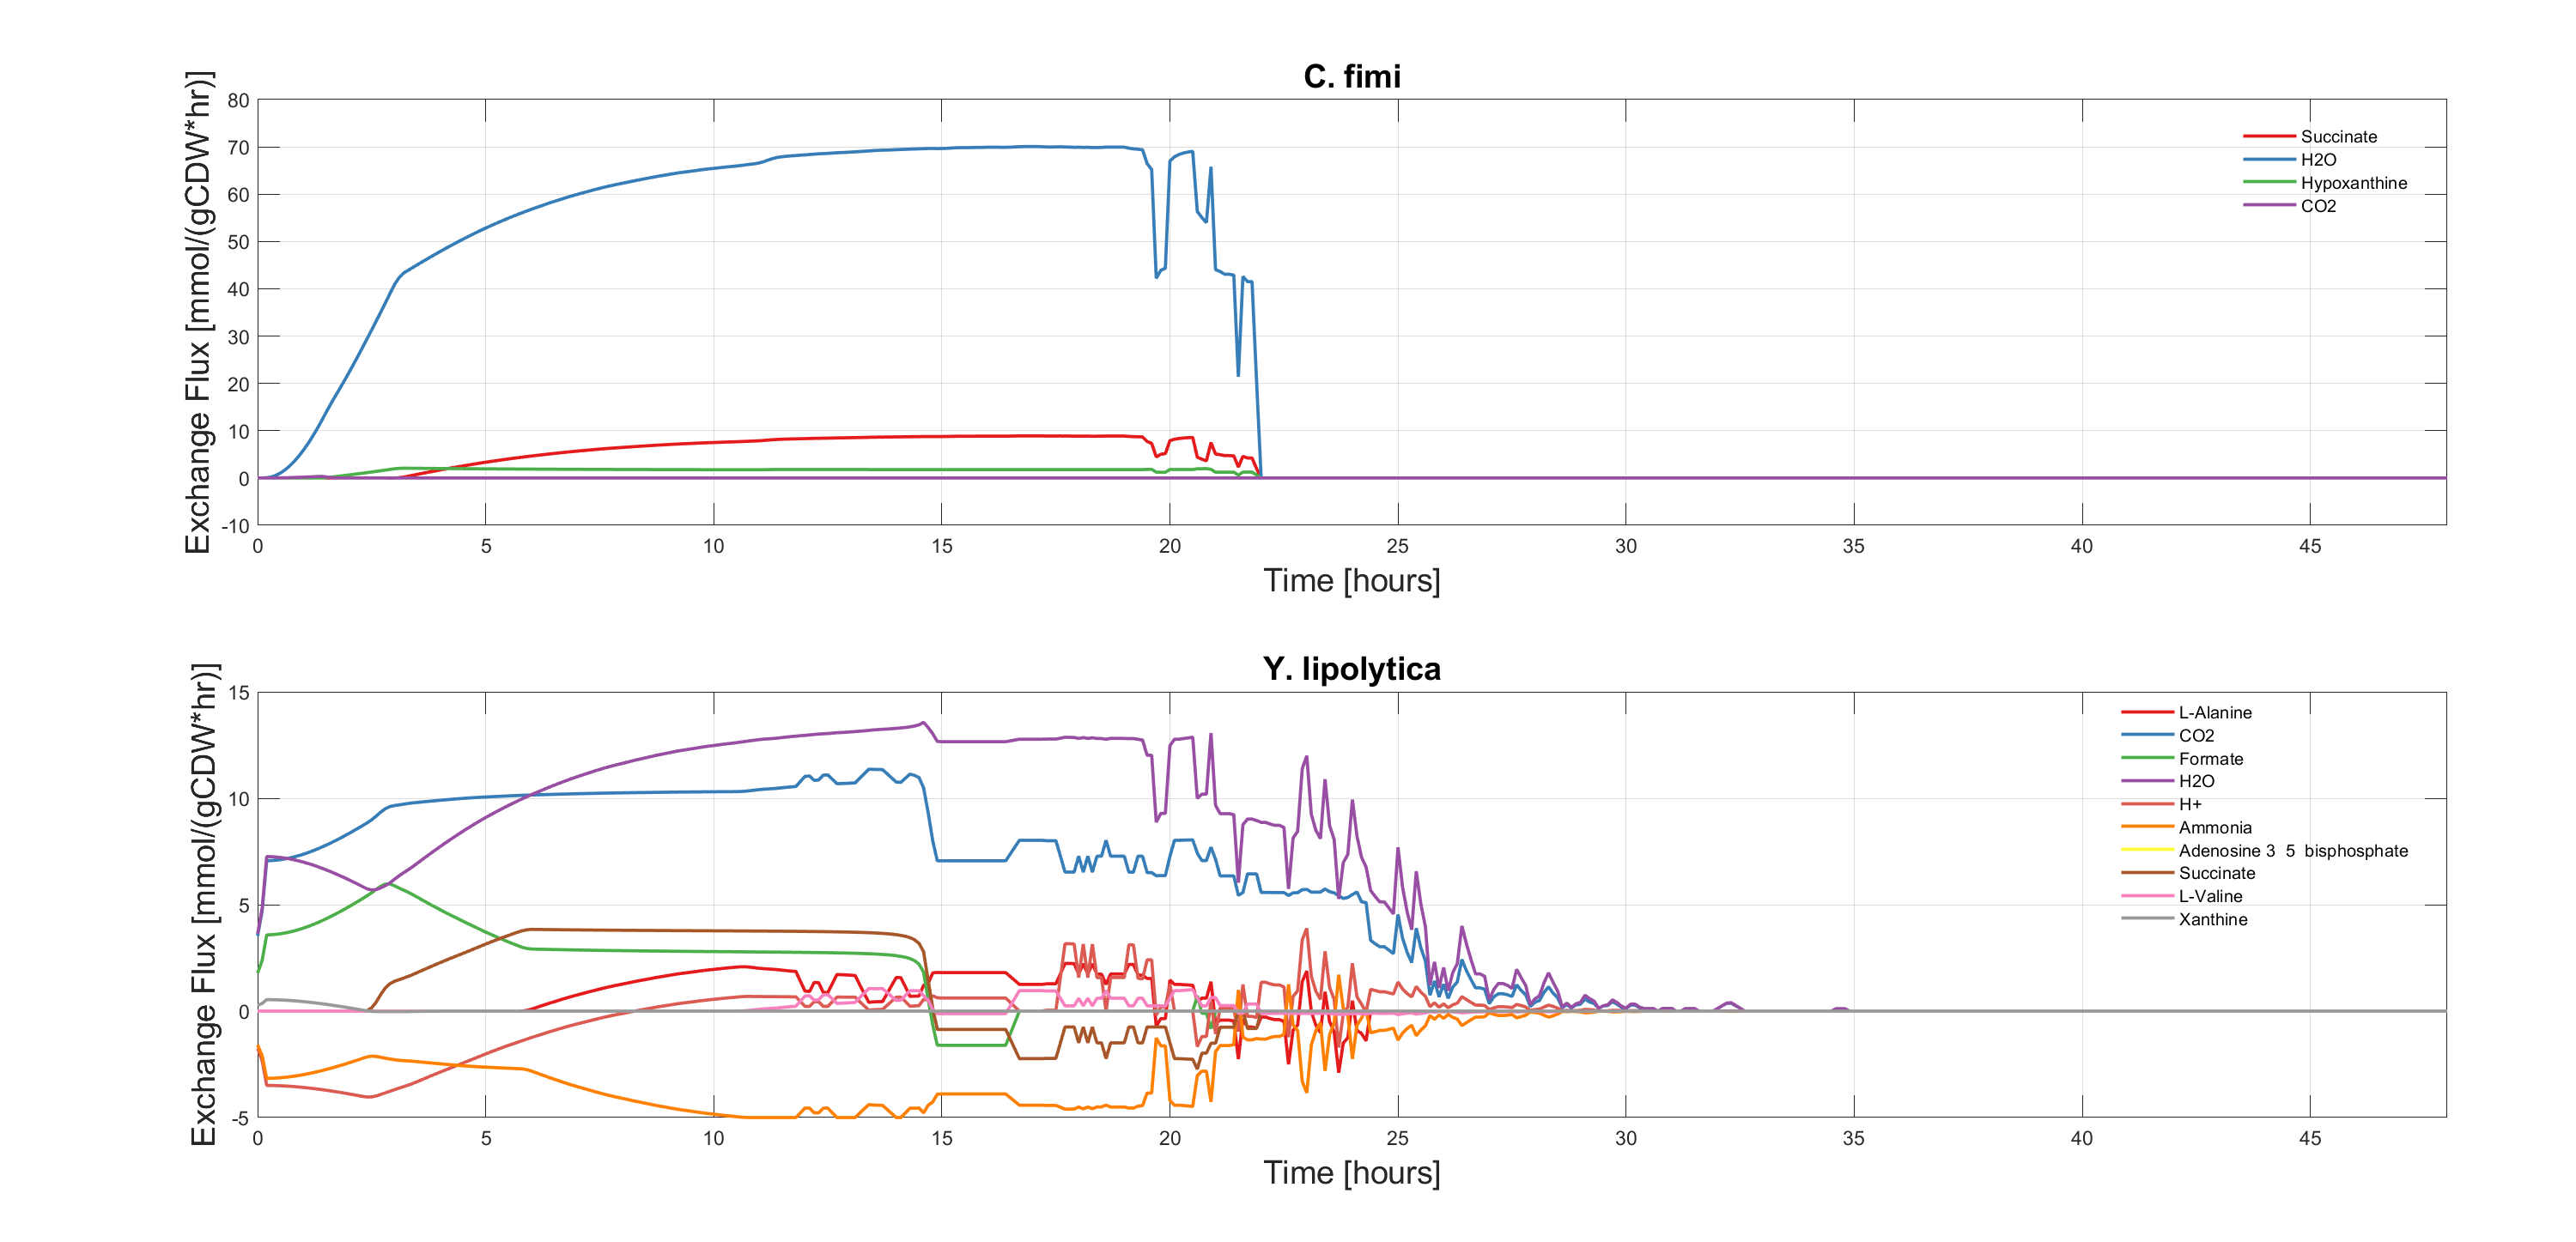 C. fimi
Exchange Flux [mmol/(gCDW*hr)]
80
70
60
50
40
30
20
10
0
-10
Succinate
H2O
Hypoxanthine
CO2
0 5 10 15 20 25 30 35 40 45
Time [hours]
Y. lipolytica
Exchange Flux [mmol/(gCDW*hr)]
15
10
5
0
-5
L-Alanine
CO2
Formate
H2O
H+
Ammonia
Adenosine 3 5 bisphosphate
Succinate
L-Valine
Xanthine
0 5 10 15 20 25 30 35 40 45
Time [hours]